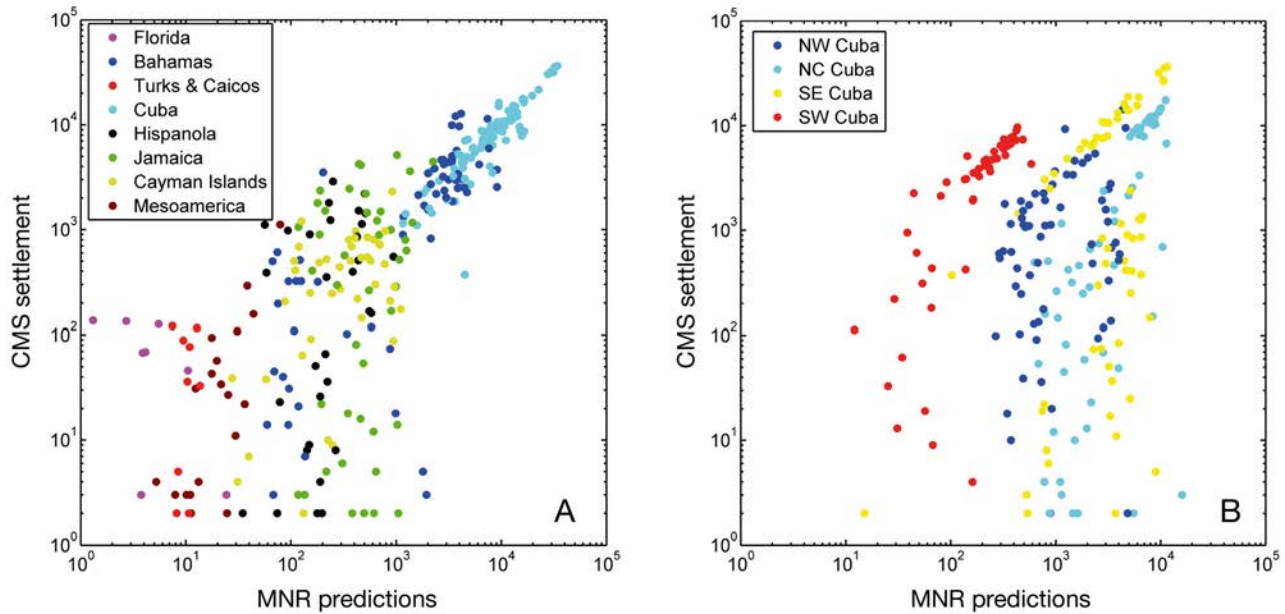 10^5
10^4
10^3
10^2
10^1
10^0
CMS settlement
Florida
Bahamas
Turks & Caicos
Cuba
Hispanola
Jamaica
Cayman Islands
Mesoamerica
A
10^0 10^1 10^2 10^3 10^4 10^5
MNR predictions
10^5
10^4
10^3
10^2
10^1
10^0
CMS settlement
NW Cuba
NC Cuba
SE Cuba
SW Cuba
B
10^0 10^1 10^2 10^3 10^4 10^5
MNR predictions